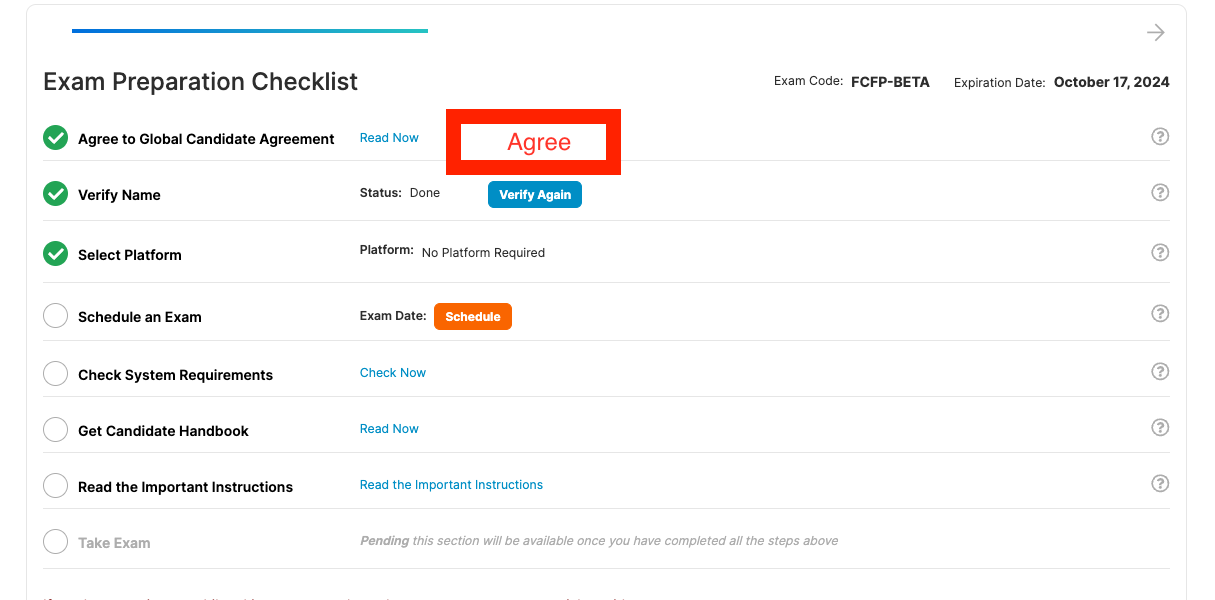 Exam Preparation Checklist Exam Code: FCFP-BETA Expiration Date: October 17, 2024
Agree to Global Candidate Agreement Read Now Agree
Verify Name Status: Done Verify Again
Select Platform Platform: No Platform Required
Schedule an Exam Exam Date: Schedule
Check System Requirements Check Now
Get Candidate Handbook Read Now
Read the Important Instructions Read the Important Instructions
Take Exam Pending this section will be available once you have completed all the steps above